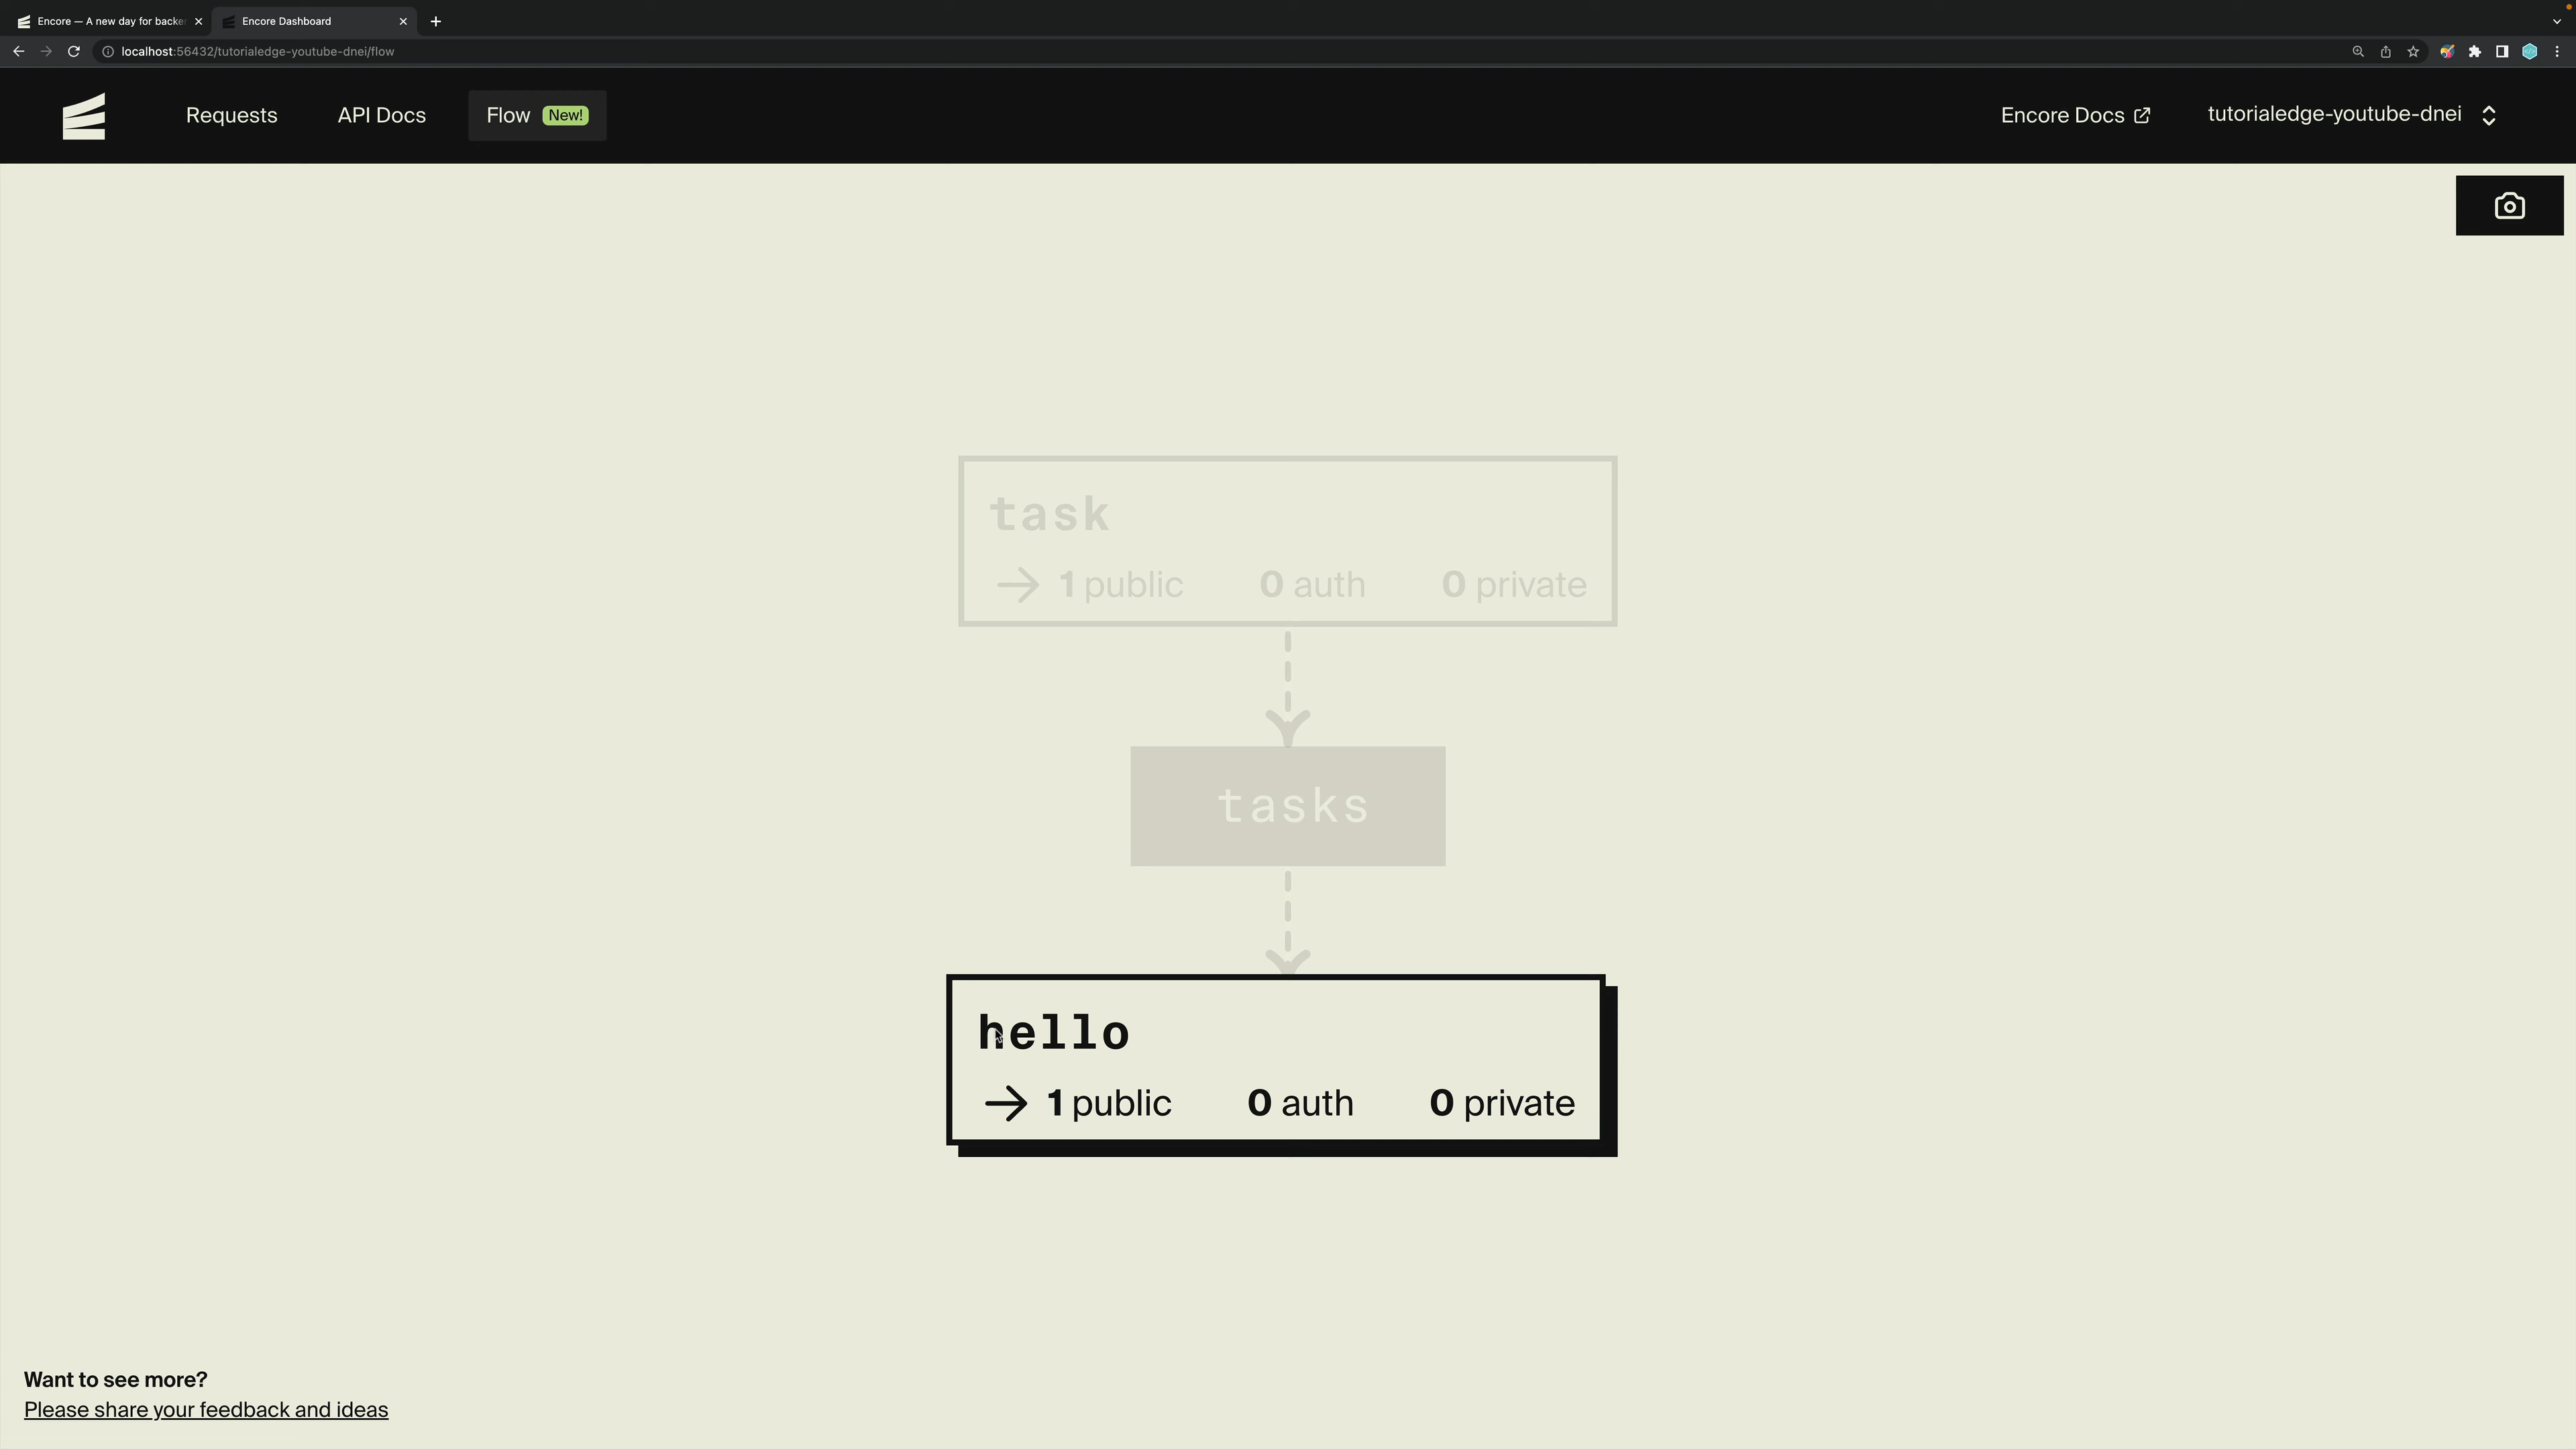 Encore — A new day for backe
Encore Dashboard
localhost:56432/tutorialedge-youtube-dnei/flow
Requests API Docs Flow New! Encore Docs tutorialedge-youtube-dnei
task
1 public 0 auth 0 private
tasks
hello
1 public 0 auth 0 private
Want to see more?
Please share your feedback and ideas